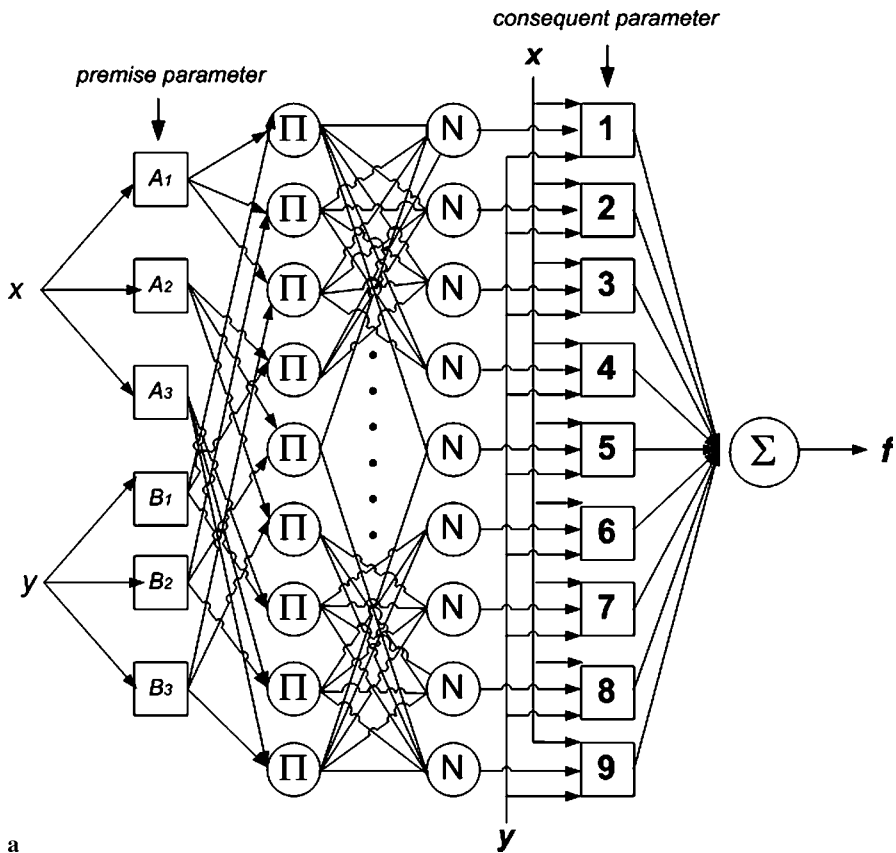 consequent parameter
x
premise parameter
Π
N
1
A1
Π
N
2
x
A2
Π
N
3
Π
N
4
A3
Π
N
5
Σ
f
B1
Π
N
6
y
B2
Π
N
7
B3
Π
N
8
Π
N
9
y
a